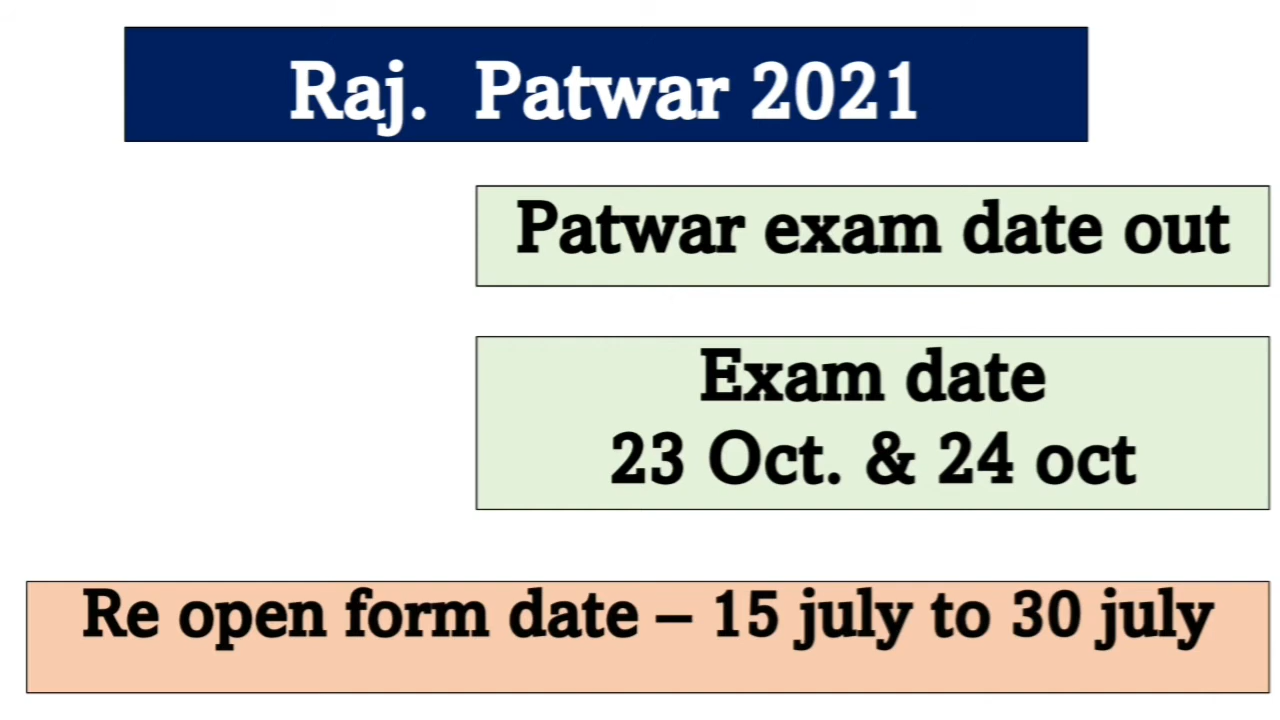 Raj. Patwar 2021
Patwar exam date out
Exam date
23 Oct. & 24 oct
Re open form date – 15 july to 30 july